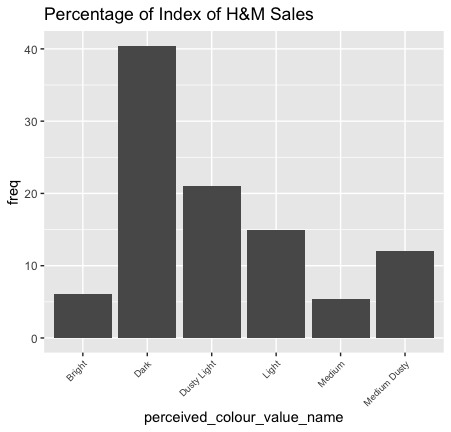 Percentage of Index of H&M Sales
freq
40
30
20
10
0
Bright
Dark
Dusty Light
Light
Medium
Medium Dusty
perceived_colour_value_name